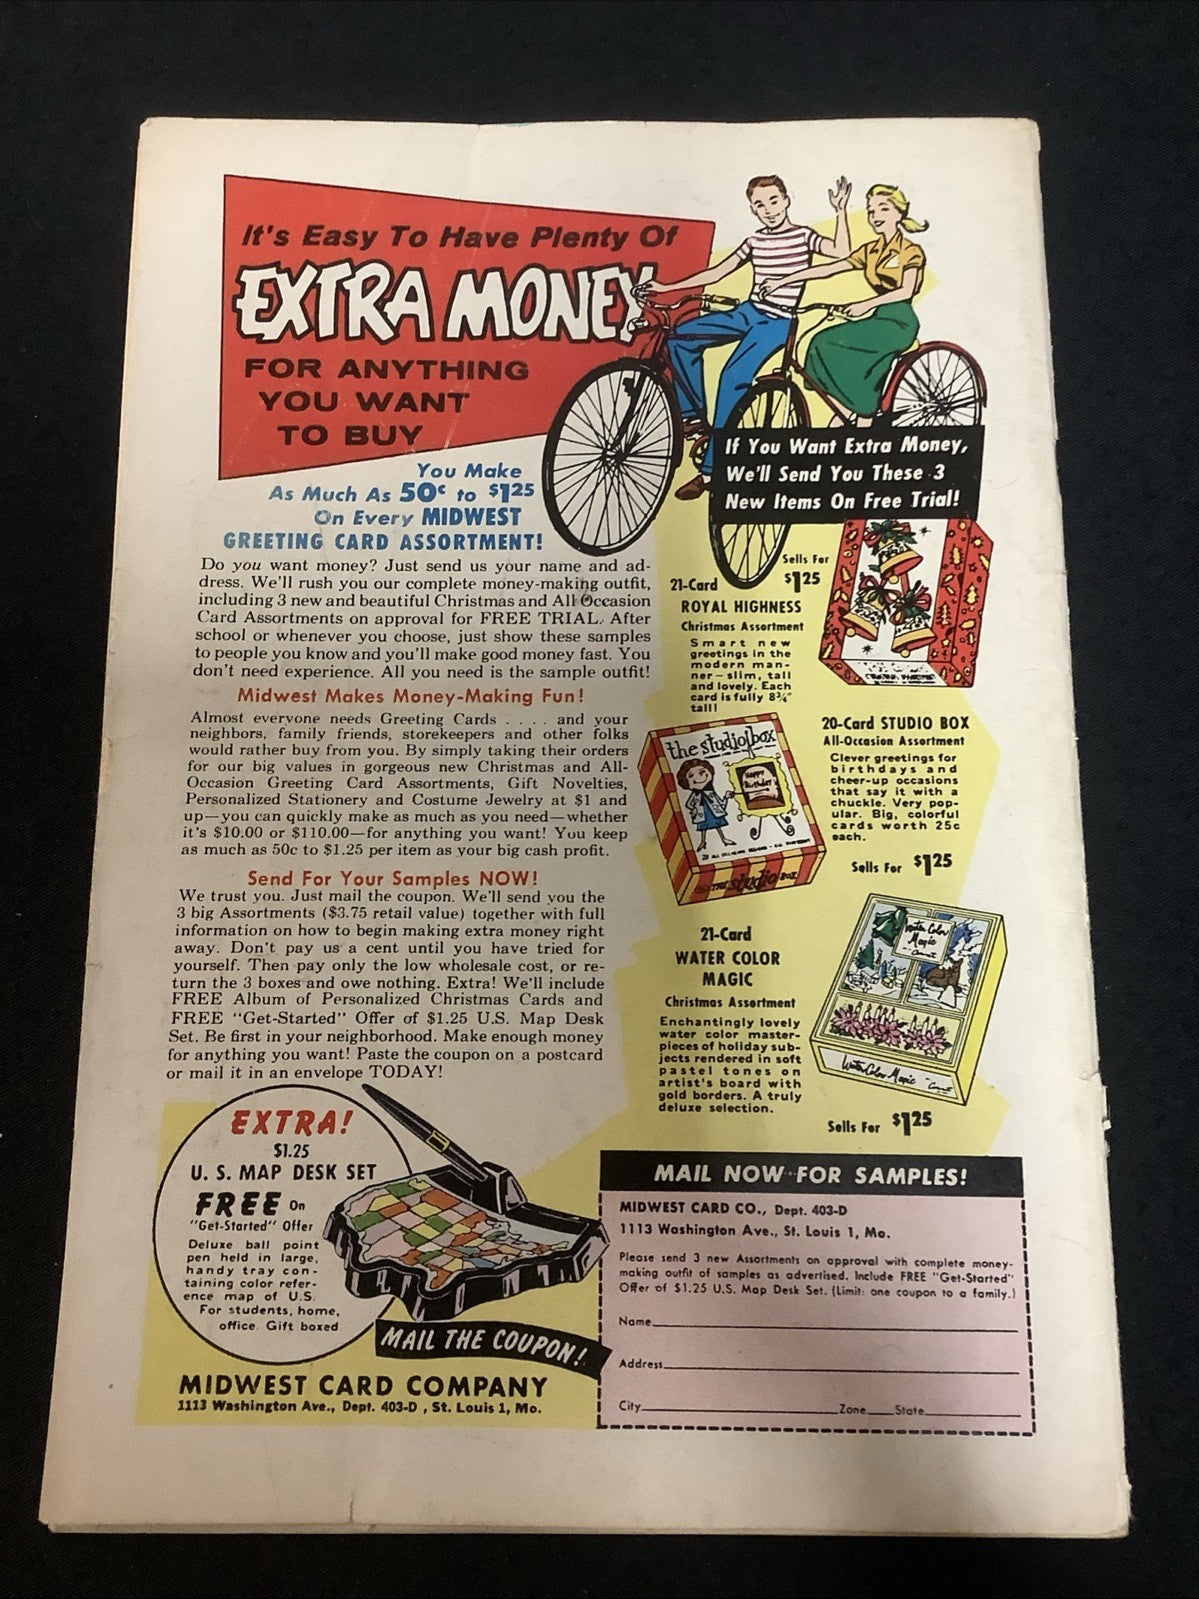 It's Easy To Have Plenty Of
EXTRA MONEY
FOR ANYTHING
YOU WANT
TO BUY
You Make
As Much As 50¢ to $1.25
On Every MIDWEST
GREETING CARD ASSORTMENT!
Do you want money? Just send us your name and ad-
dress. We'll rush you our complete money-making outfit,
including 3 new and beautiful Christmas and All Occasion
Card Assortments on approval for FREE TRIAL. After
school or whenever you choose, just show these samples
to people you know and you'll make good money fast. You
don't need experience. All you need is the sample outfit!
Midwest Makes Money-Making Fun!
Almost everyone needs Greeting Cards . . . . and your
neighbors, family friends, storekeepers and other folks
would rather buy from you. By simply taking their orders
for our big values in gorgeous new Christmas and All-
Occasion Greeting Card Assortments, Gift Novelties,
Personalized Stationery and Costume Jewelry at $1 and
up—you can quickly make as much as you need—whether
it's $10.00 or $110.00—for anything you want! You keep
as much as 50c to $1.25 per item as your big cash profit.
Send For Your Samples NOW!
We trust you. Just mail the coupon. We'll send you the
3 big Assortments ($3.75 retail value) together with full
information on how to begin making extra money right
away. Don't pay us a cent until you have tried for
yourself. Then pay only the low wholesale cost, or re-
turn the 3 boxes and owe nothing. Extra! We'll include
FREE Album of Personalized Christmas Cards and
FREE "Get-Started" Offer of $1.25 U.S. Map Desk
Set. Be first in your neighborhood. Make enough money
for anything you want! Paste the coupon on a postcard
or mail it in an envelope TODAY!
If You Want Extra Money,
We'll Send You These 3
New Items On Free Trial!
Sells For
$1.25
21-Card
ROYAL HIGHNESS
Christmas Assortment
Smart new
greetings in the
modern man-
ner—slim, tall
and lovely. Each
card is fully 8¾"
tall!
the studio box
Happy Birthday
THE studio BOX
20-Card STUDIO BOX
All-Occasion Assortment
Clever greetings for
birthdays and
cheer-up occasions
that say it with a
chuckle. Very pop-
ular. Big, colorful
cards worth 25c
each.
Sells For $1.25
21-Card
WATER COLOR
MAGIC
Christmas Assortment
Enchantingly lovely
water color master-
pieces of holiday sub-
jects rendered in soft
pastel tones on
artist's board with
gold borders. A truly
deluxe selection.
Water Color
Magic
Water Color Magic
Sells For $1.25
EXTRA!
$1.25
U. S. MAP DESK SET
FREE On
"Get-Started" Offer
Deluxe ball point
pen held in large,
handy tray con-
taining color refer-
ence map of U.S.
For students, home,
office. Gift boxed
MAIL THE COUPON!
MIDWEST CARD COMPANY
1113 Washington Ave., Dept. 403-D , St. Louis 1, Mo.
MAIL NOW FOR SAMPLES!
MIDWEST CARD CO., Dept. 403-D
1113 Washington Ave., St. Louis 1, Mo.
Please send 3 new Assortments on approval with complete money-
making outfit of samples as advertised. Include FREE "Get-Started"
Offer of $1.25 U.S. Map Desk Set. (Limit: one coupon to a family.)
Name
Address
City Zone State